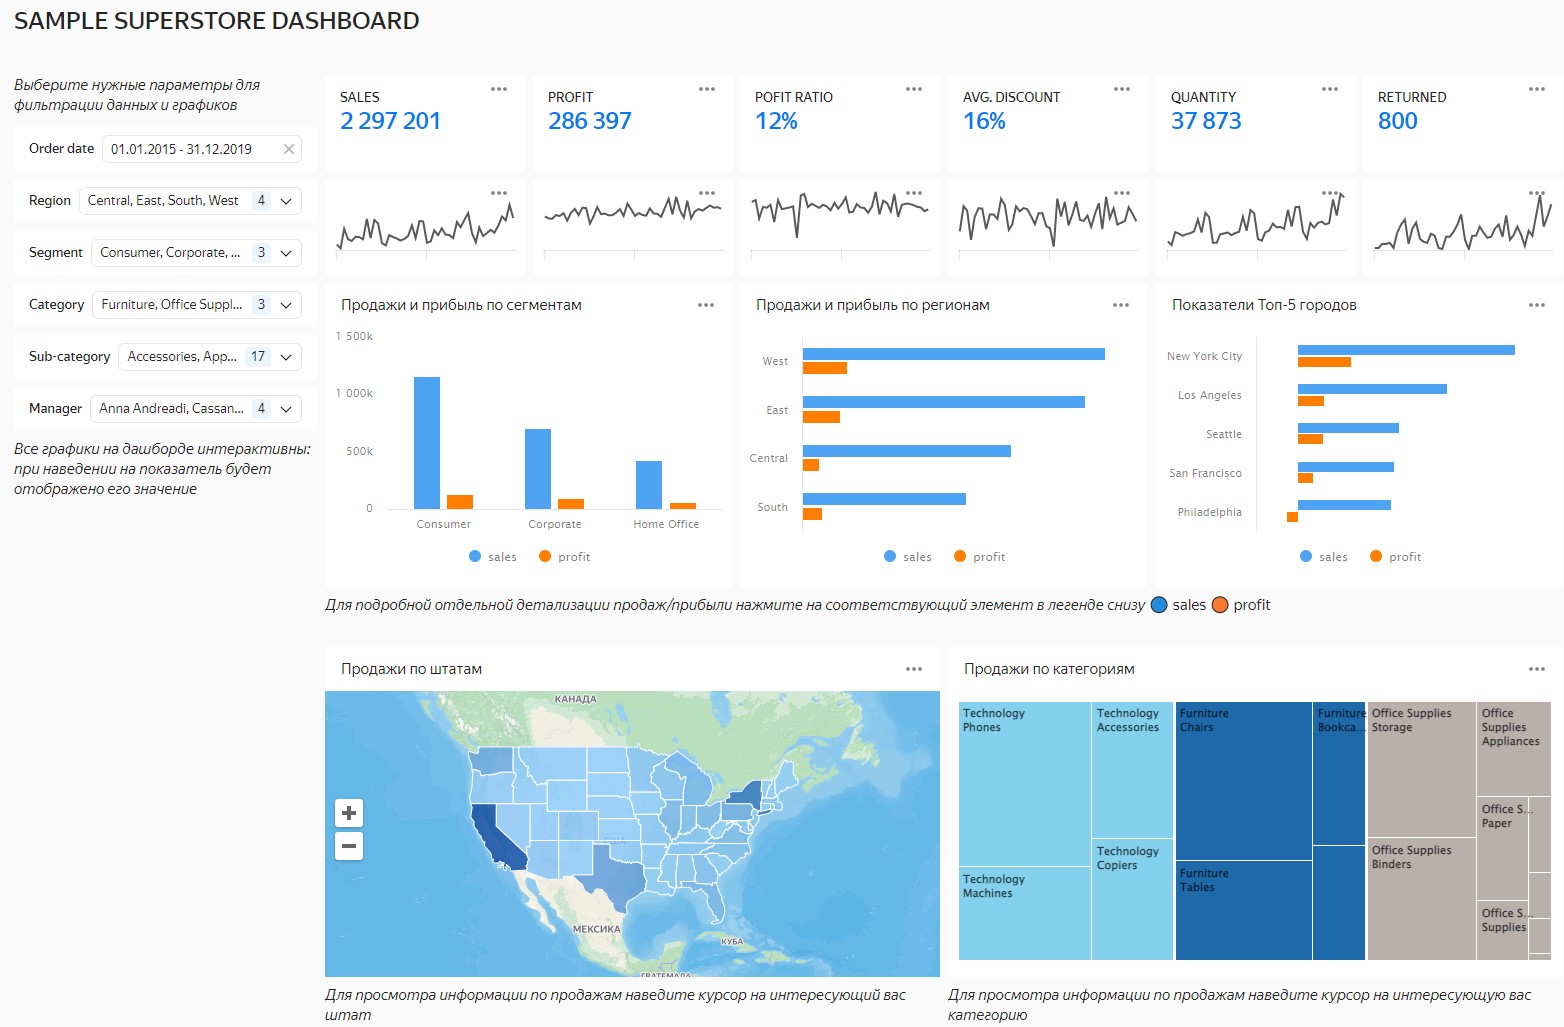 SAMPLE SUPERSTORE DASHBOARD
Выберите нужные параметры для
фильтрации данных и графиков
Order date 01.01.2015 - 31.12.2019
Region Central, East, South, West 4
Segment Consumer, Corporate, ... 3
Category Furniture, Office Suppl... 3
Sub-category Accessories, App... 17
Manager Anna Andreadi, Cassan... 4
Все графики на дашборде интерактивны:
при наведении на показатель будет
отображено его значение
SALES
2 297 201
PROFIT
286 397
POFIT RATIO
12%
AVG. DISCOUNT
16%
QUANTITY
37 873
RETURNED
800
Продажи и прибыль по сегментам
1 500k
1 000k
500k
0
Consumer Corporate Home Office
sales profit
Продажи и прибыль по регионам
West
East
Central
South
sales profit
Показатели Топ-5 городов
New York City
Los Angeles
Seattle
San Francisco
Philadelphia
sales profit
Для подробной отдельной детализации продаж/прибыли нажмите на соответствующий элемент в легенде снизу sales profit
Продажи по штатам
КАНАДА
США
МЕКСИКА
КУБА
ГВАТЕМАЛА
Для просмотра информации по продажам наведите курсор на интересующий вас
штат
Продажи по категориям
Technology
Phones
Technology
Accessories
Furniture
Chairs
Furniture
Bookca...
Office Supplies
Storage
Office
Supplies
Appliances
Office S...
Paper
Technology
Copiers
Office Supplies
Binders
Technology
Machines
Furniture
Tables
Office S...
Supplies
Для просмотра информации по продажам наведите курсор на интересующую вас
категорию